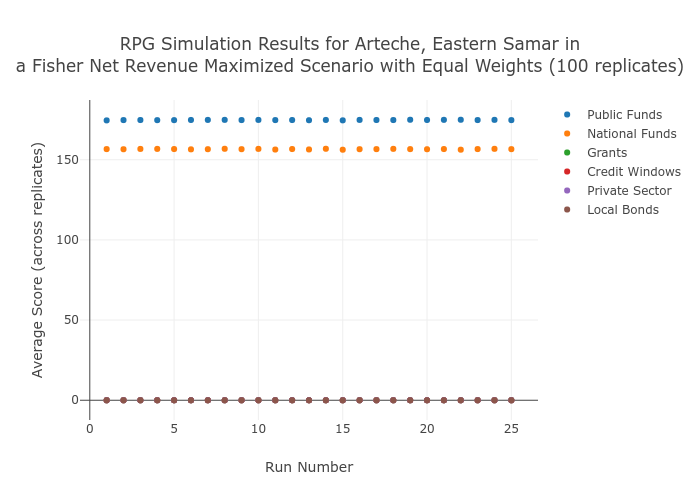 RPG Simulation Results for Arteche, Eastern Samar in
a Fisher Net Revenue Maximized Scenario with Equal Weights (100 replicates)
Public Funds
National Funds
Grants
Credit Windows
Private Sector
Local Bonds
Average Score (across replicates)
150
100
50
0
0 5 10 15 20 25
Run Number